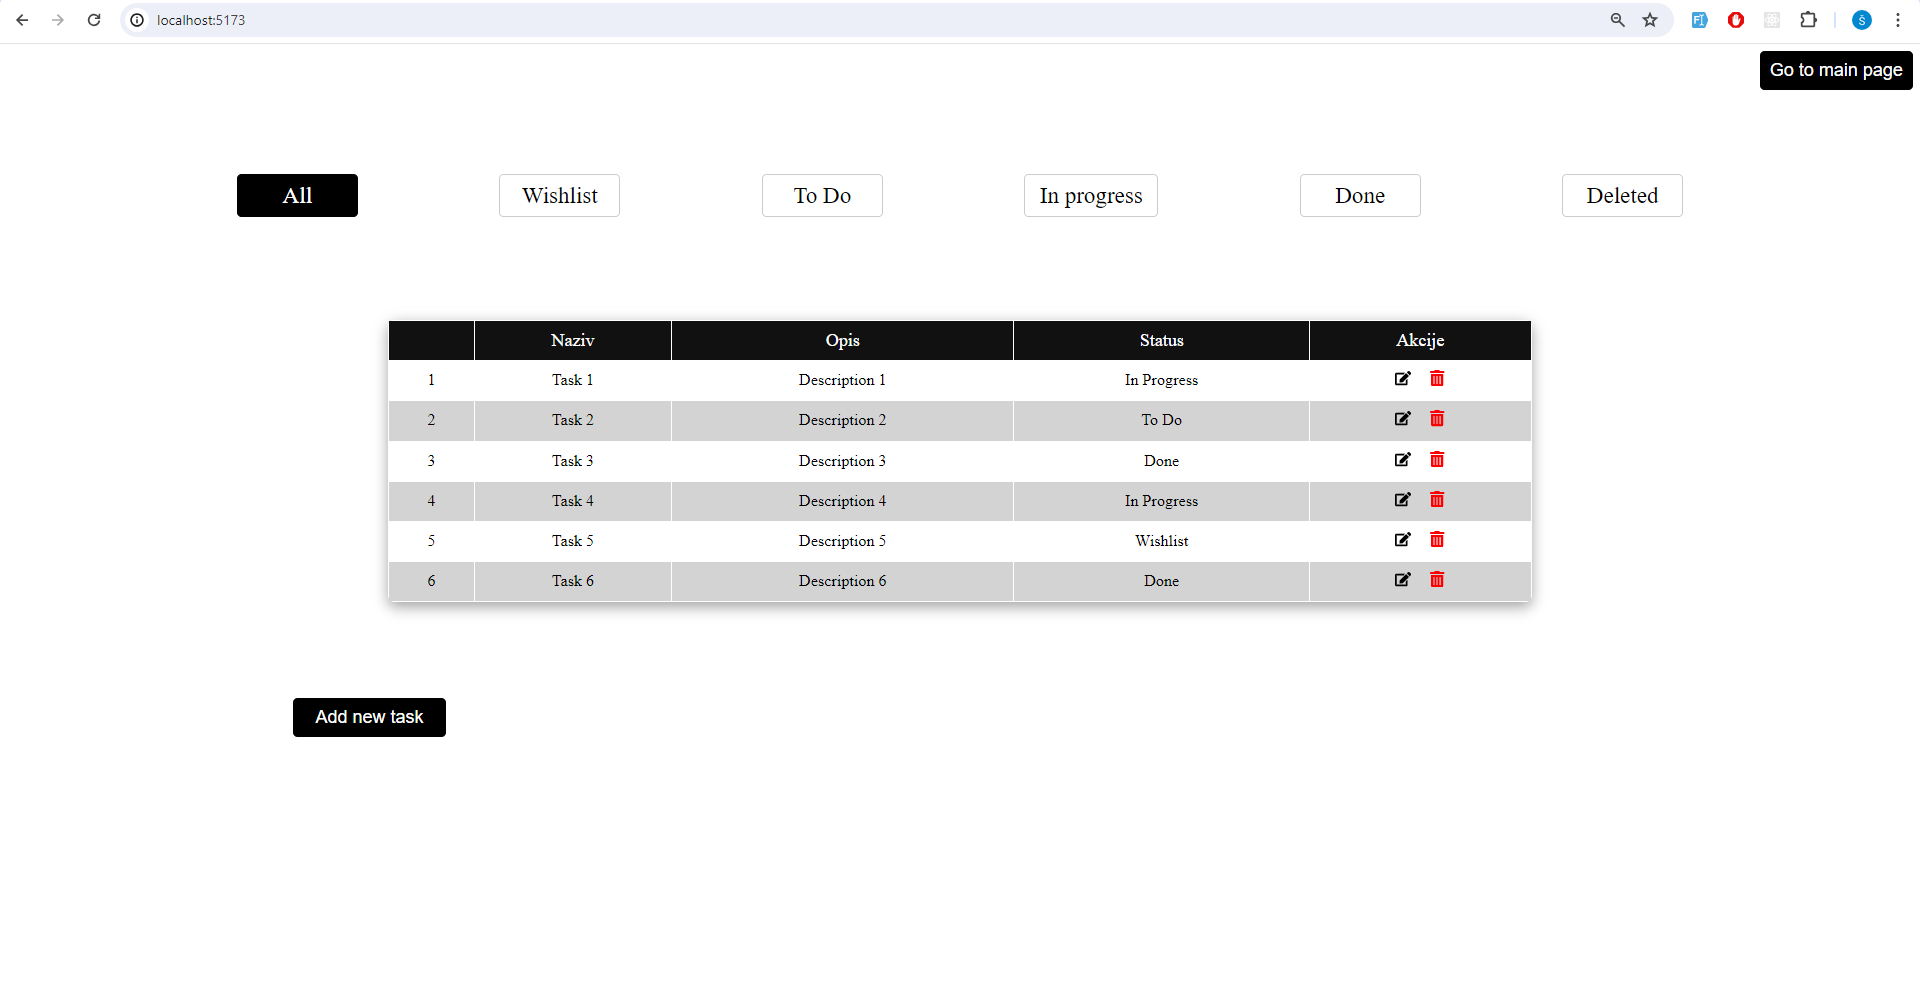 localhost:5173
Go to main page
All Wishlist To Do In progress Done Deleted
Naziv Opis Status Akcije
1 Task 1 Description 1 In Progress
2 Task 2 Description 2 To Do
3 Task 3 Description 3 Done
4 Task 4 Description 4 In Progress
5 Task 5 Description 5 Wishlist
6 Task 6 Description 6 Done
Add new task